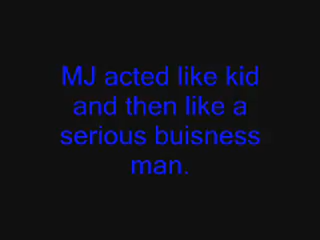 MJ acted like kid
and then like a
serious buisness
man.